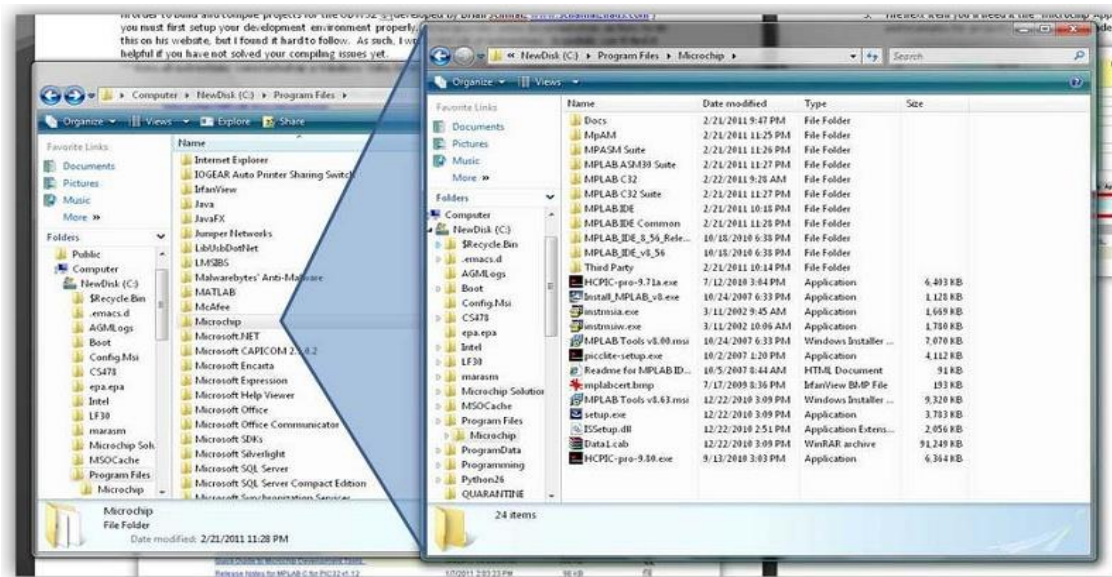 you must first setup your development environment properly.
this on his website, but I found it hard to follow. As such, I wo
helpful if you have not solved your compiling issues yet.
« NewDisk (C:) ▸ Program Files ▸ Microchip ▸
Search
Organize Views
Favorite Links
Documents
Pictures
Music
More »
Folders
Computer
NewDisk (C:)
$Recycle.Bin
.emacs.d
AGMLogs
Boot
Config.Msi
CS478
epa.epa
Intel
LF30
marasm
Microchip Solution
MSOCache
Program Files
Microchip
ProgramData
Programming
Python26
QUARANTINE
Name Date modified Type Size
Docs 2/21/2011 9:47 PM File Folder
MpAM 2/21/2011 11:25 PM File Folder
MPASM Suite 2/21/2011 11:26 PM File Folder
MPLAB ASM30 Suite 2/21/2011 11:27 PM File Folder
MPLAB C32 2/22/2011 9:28 AM File Folder
MPLAB C32 Suite 2/21/2011 11:27 PM File Folder
MPLAB IDE 2/21/2011 10:18 PM File Folder
MPLAB IDE Common 2/21/2011 11:28 PM File Folder
MPLAB_IDE_8_56_Rele... 10/18/2010 6:38 PM File Folder
MPLAB_IDE_v8_56 10/18/2010 6:38 PM File Folder
Third Party 2/21/2011 10:14 PM File Folder
HCPIC-pro-9.71a.exe 7/12/2010 3:04 PM Application 6,403 KB
Install_MPLAB_v8.exe 10/24/2007 6:33 PM Application 1,128 KB
instmsia.exe 3/11/2002 9:45 AM Application 1,669 KB
instmsiw.exe 3/11/2002 10:06 AM Application 1,780 KB
MPLAB Tools v8.00.msi 10/24/2007 6:33 PM Windows Installer ... 7,070 KB
picclite-setup.exe 10/2/2007 1:20 PM Application 4,112 KB
Readme for MPLAB ID... 10/5/2007 8:44 AM HTML Document 91 KB
mplabcert.bmp 7/17/2009 8:36 PM IrfanView BMP File 193 KB
MPLAB Tools v8.63.msi 12/22/2010 3:09 PM Windows Installer ... 9,320 KB
setup.exe 12/22/2010 3:09 PM Application 3,783 KB
ISSetup.dll 12/22/2010 2:51 PM Application Extens... 2,056 KB
Data1.cab 12/22/2010 3:09 PM WinRAR archive 91,249 KB
HCPIC-pro-9.80.exe 9/13/2010 3:03 PM Application 6,364 KB
24 items
▸ Computer ▸ NewDisk (C:) ▸ Program Files ▸
Organize Views Explore Share
Favorite Links
Documents
Pictures
Music
More »
Folders
Public
Computer
NewDisk (C:)
$Recycle.Bin
.emacs.d
AGMLogs
Boot
Config.Msi
CS478
epa.epa
Intel
LF30
marasm
Microchip Solu
MSOCache
Program Files
Microchip
Name
Internet Explorer
IOGEAR Auto Printer Sharing Switch
IrfanView
Java
JavaFX
Juniper Networks
LibUsbDotNet
LMSIBS
Malwarebytes' Anti-Malware
MATLAB
McAfee
Microchip
Microsoft.NET
Microsoft CAPICOM 2.1.0.2
Microsoft Encarta
Microsoft Expression
Microsoft Help Viewer
Microsoft Office
Microsoft Office Communicator
Microsoft SDKs
Microsoft Silverlight
Microsoft SQL Server
Microsoft SQL Server Compact Edition
Microsoft Synchronization Services
Microchip
File Folder
Date modified: 2/21/2011 11:28 PM
Release Notes for MPLAB C for PIC32 v1.12